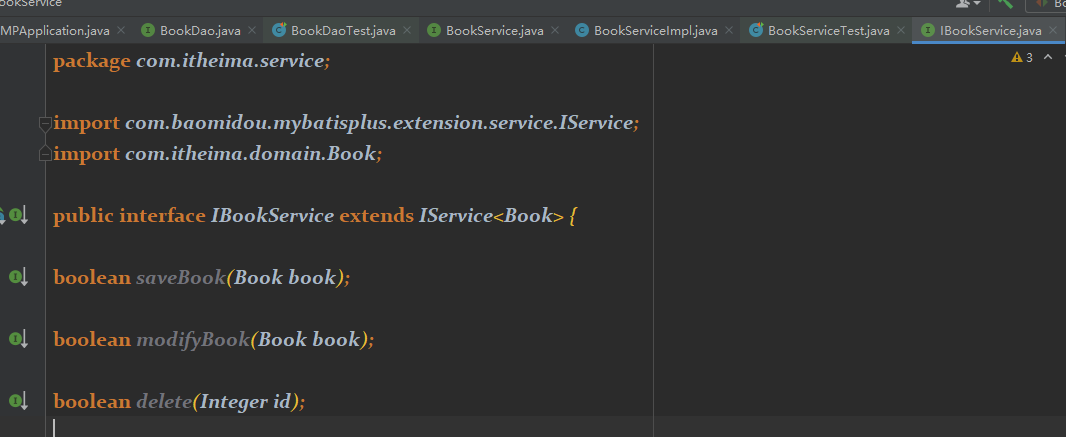 ookService
Bo
MPApplication.java BookDao.java BookDaoTest.java BookService.java BookServiceImpl.java BookServiceTest.java IBookService.java
package com.itheima.service;
3
import com.baomidou.mybatisplus.extension.service.IService;
import com.itheima.domain.Book;
public interface IBookService extends IService<Book> {
boolean saveBook(Book book);
boolean modifyBook(Book book);
boolean delete(Integer id);